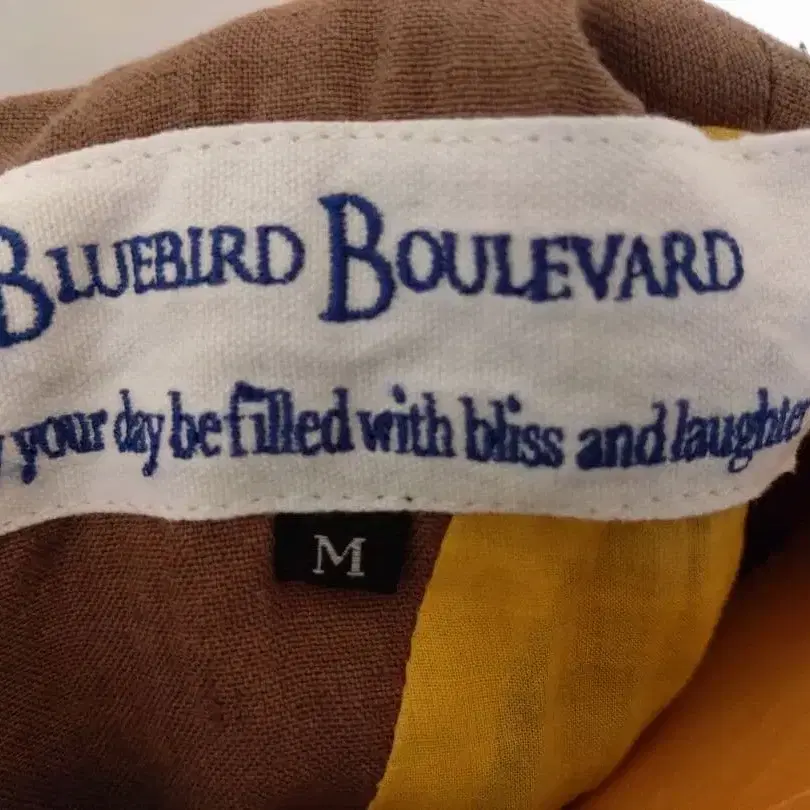 BLUEBIRD BOULEVARD
y your day be filled with bliss and laughter
M